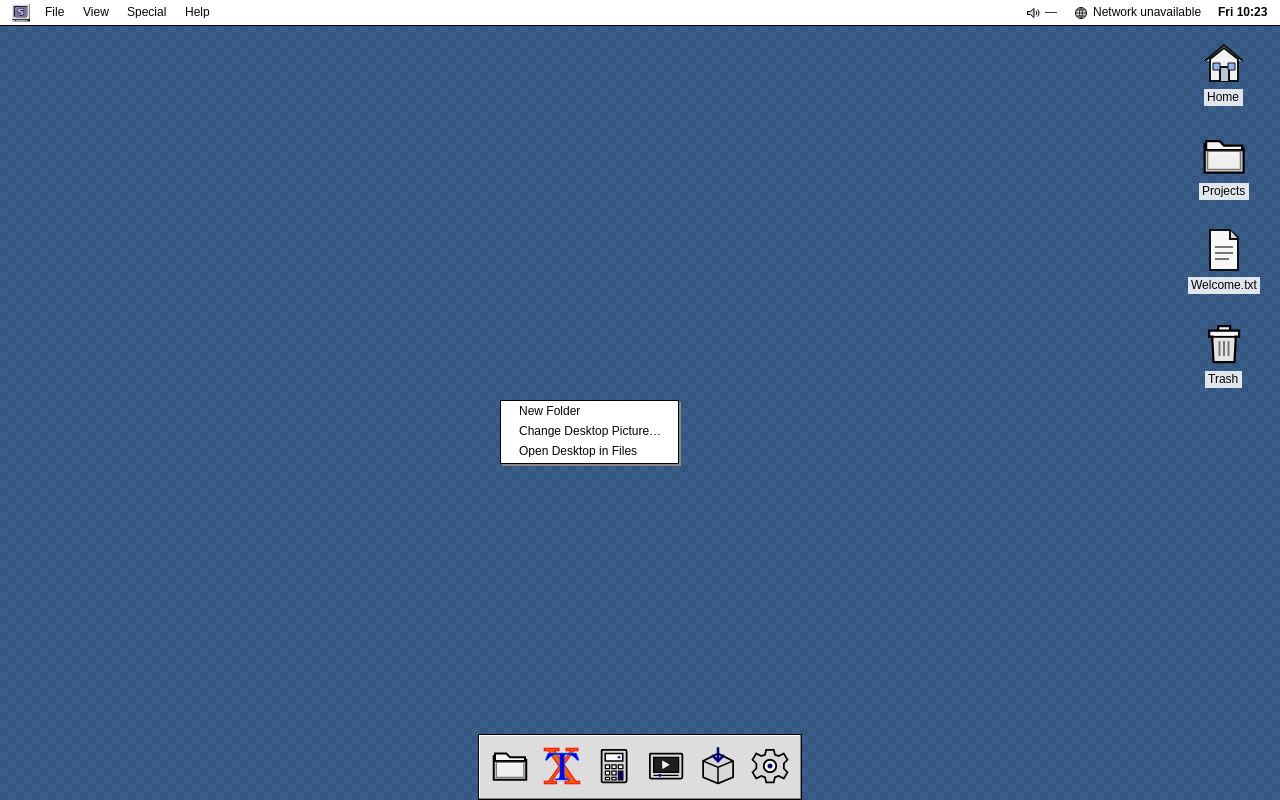 File View Special Help
— Network unavailable Fri 10:23
Home
Projects
Welcome.txt
Trash
New Folder
Change Desktop Picture…
Open Desktop in Files